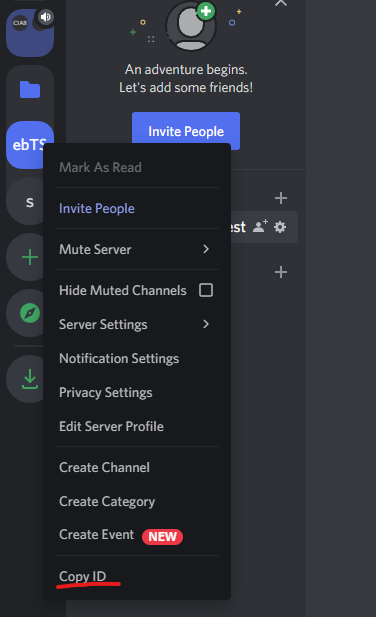 C1AB
An adventure begins.
Let's add some friends!
Invite People
ebTS
Mark As Read
s
Invite People
est
Mute Server
Hide Muted Channels
Server Settings
Notification Settings
Privacy Settings
Edit Server Profile
Create Channel
Create Category
Create Event NEW
Copy ID